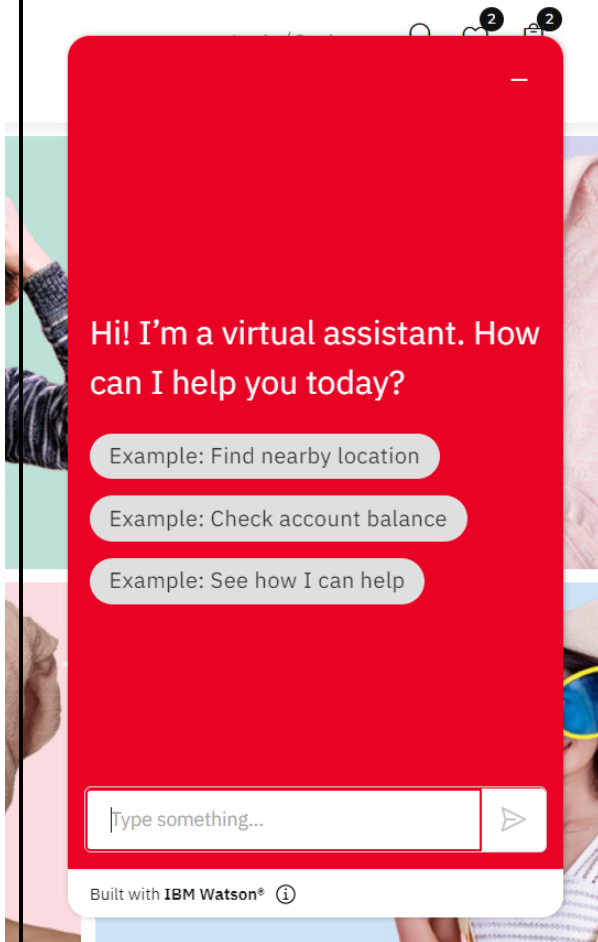 2
2
Hi! I’m a virtual assistant. How
can I help you today?
Example: Find nearby location
Example: Check account balance
Example: See how I can help
Type something...
Built with IBM Watson®